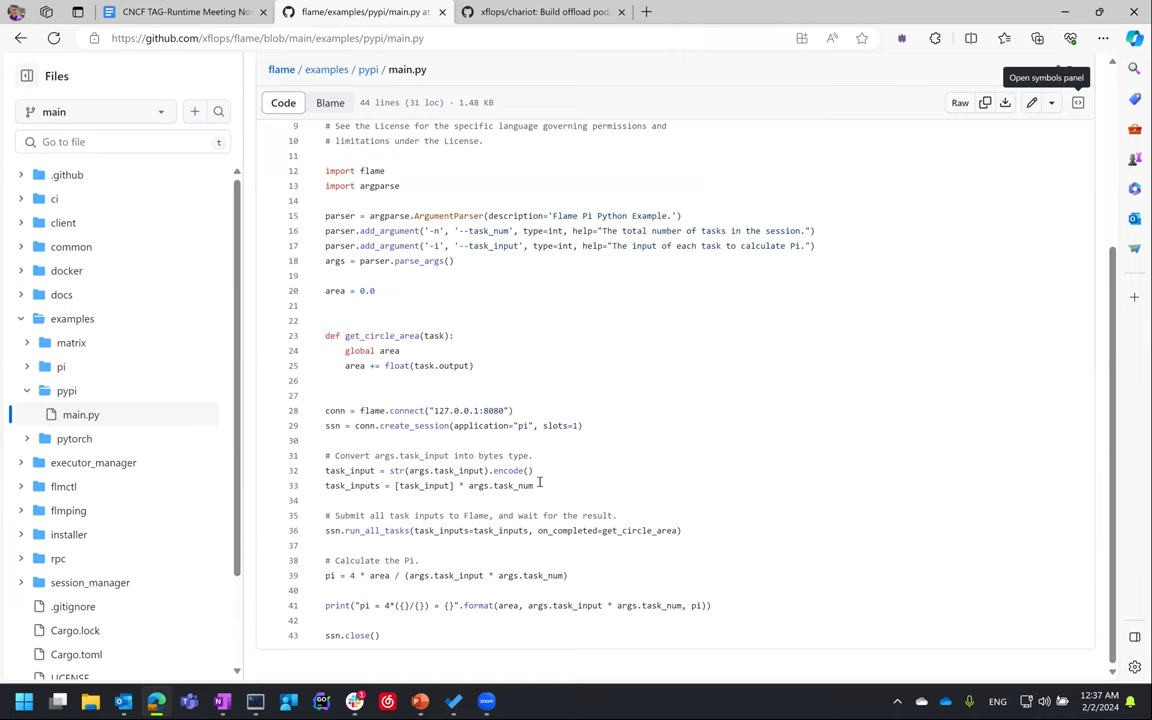 CNCF TAG-Runtime Meeting No
flame/examples/pypi/main.py at
xflops/chariot: Build offload pod
https://github.com/xflops/flame/blob/main/examples/pypi/main.py
Files
flame / examples / pypi / main.py
Open symbols panel
main
Code
Blame
44 lines (31 loc) · 1.48 KB
Raw
Go to file
t
.github
ci
client
common
docker
docs
examples
matrix
pi
pypi
main.py
pytorch
executor_manager
flmctl
flmping
installer
rpc
session_manager
.gitignore
Cargo.lock
Cargo.toml
LICENSE
9 # See the License for the specific language governing permissions and
10 # limitations under the License.
11
12 import flame
13 import argparse
14
15 parser = argparse.ArgumentParser(description='Flame Pi Python Example.')
16 parser.add_argument('-n', '--task_num', type=int, help="The total number of tasks in the session.")
17 parser.add_argument('-i', '--task_input', type=int, help="The input of each task to calculate Pi.")
18 args = parser.parse_args()
19
20 area = 0.0
21
22
23 def get_circle_area(task):
24 global area
25 area += float(task.output)
26
27
28 conn = flame.connect("127.0.0.1:8080")
29 ssn = conn.create_session(application="pi", slots=1)
30
31 # Convert args.task_input into bytes type.
32 task_input = str(args.task_input).encode()
33 task_inputs = [task_input] * args.task_num
34
35 # Submit all task inputs to Flame, and wait for the result.
36 ssn.run_all_tasks(task_inputs=task_inputs, on_completed=get_circle_area)
37
38 # Calculate the Pi.
39 pi = 4 * area / (args.task_input * args.task_num)
40
41 print("pi = 4*({}/{}) = {}".format(area, args.task_input * args.task_num, pi))
42
43 ssn.close()
ENG
12:37 AM
2/2/2024